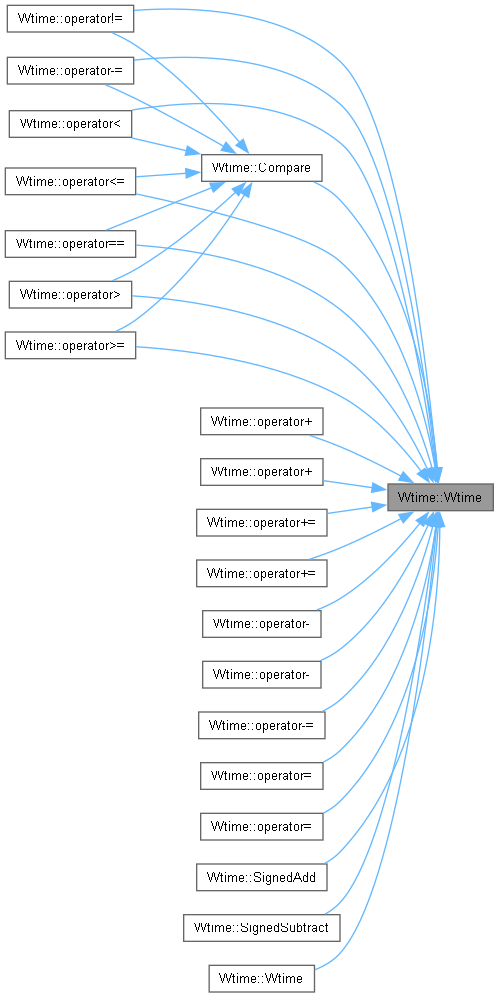 Wtime::operator!=
Wtime::operator-=
Wtime::operator<
Wtime::Compare
Wtime::operator<=
Wtime::operator==
Wtime::operator>
Wtime::operator>=
Wtime::operator+
Wtime::operator+
Wtime::Wtime
Wtime::operator+=
Wtime::operator+=
Wtime::operator-
Wtime::operator-
Wtime::operator-=
Wtime::operator=
Wtime::operator=
Wtime::SignedAdd
Wtime::SignedSubtract
Wtime::Wtime